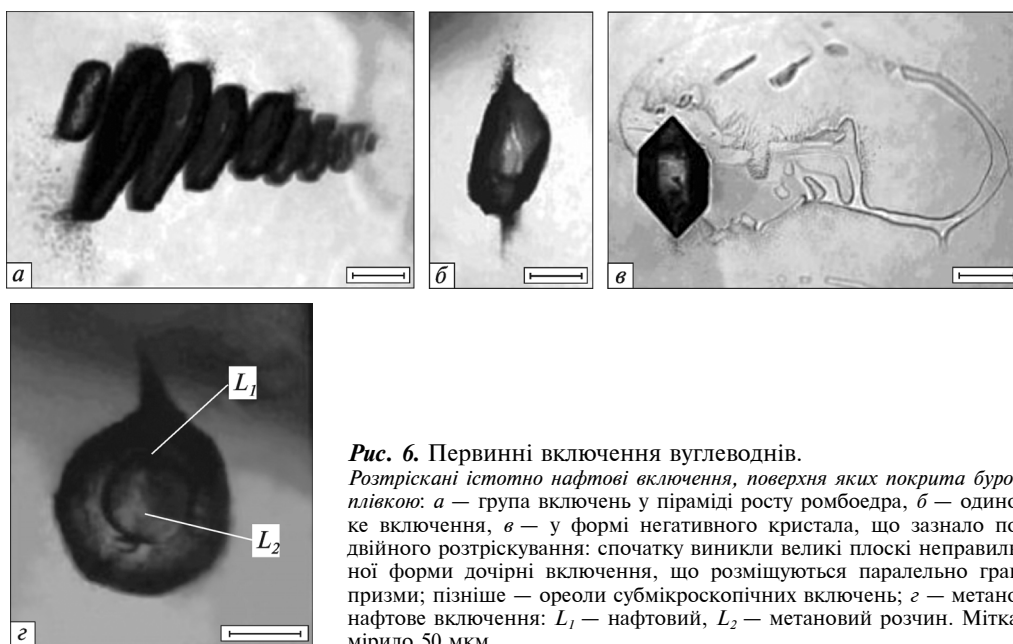 а
б
в
L₁
L₂
г
Рис. 6. Первинні включення вуглеводнів.
Розтріскані істотно нафтові включення, поверхня яких покрита буро
плівкою: а — група включень у піраміді росту ромбоедра, б — одино
ке включення, в — у формі негативного кристала, що зазнало по
двійного розтріскування: спочатку виникли великі плоскі неправиль
ної форми дочірні включення, що розміщуються паралельно гран
призми; пізніше — ореоли субмікроскопічних включень; г — метано
нафтове включення: L₁ — нафтовий, L₂ — метановий розчин. Мітка
мірило 50 мкм